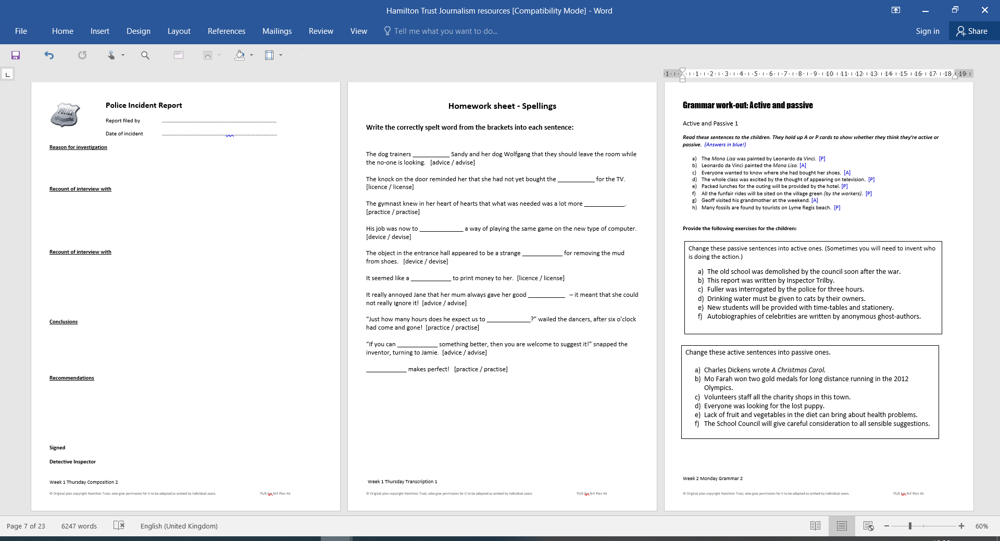 Hamilton Trust Journalism resources [Compatibility Mode] - Word
File Home Insert Design Layout References Mailings Review View Tell me what you want to do... Sign in Share
L
1 1 2 3 4 5 6 7 8 9 10 11 12 13 14 15 16 17 18 19
POLICE
Police Incident Report
Report filed by ....................................................................................
Date of incident ....................................................................................
Reason for investigation
Recount of interview with
Recount of interview with
Conclusions
Recommendations
Signed
Detective Inspector
Week 1 Thursday Composition 2
© Original plan copyright Hamilton Trust, who give permission for it to be adapted as wished by individual users. Y5/6 N-F Plan 4A
Homework sheet - Spellings
Write the correctly spelt word from the brackets into each sentence:
The dog trainers ____________ Sandy and her dog Wolfgang that they should leave the room while
the no-one is looking. [advice / advise]
The knock on the door reminded her that she had not yet bought the ____________ for the TV.
[licence / license]
The gymnast knew in her heart of hearts that what was needed was a lot more _____________.
[practice / practise]
His job was now to ______________ a way of playing the same game on the new type of computer.
[device / devise]
The object in the entrance hall appeared to be a strange _____________ for removing the mud
from shoes. [device / devise]
It seemed like a _____________ to print money to her. [licence / license]
It really annoyed Jane that her mum always gave her good ____________ – it meant that she could
not really ignore it! [advice / advise]
“Just how many hours does he expect us to ______________?” wailed the dancers, after six o’clock
had come and gone! [practice / practise]
“If you can _____________ something better, then you are welcome to suggest it!” snapped the
inventor, turning to Jamie. [advice / advise]
_____________ makes perfect! [practice / practise]
Week 1 Thursday Transcription 1
© Original plan copyright Hamilton Trust, who give permission for it to be adapted as wished by individual users. Y5/6 N-F Plan 4A
Grammar work-out: Active and passive
Active and Passive 1
Read these sentences to the children. They hold up A or P cards to show whether they think they're active or
passive. (Answers in blue!)
a) The Mona Lisa was painted by Leonardo da Vinci. [P]
b) Leonardo da Vinci painted the Mona Lisa. [A]
c) Everyone wanted to know where she had bought her shoes. [A]
d) The whole class was excited by the thought of appearing on television. [P]
e) Packed lunches for the outing will be provided by the hotel. [P]
f) All the funfair rides will be sited on the village green (by the workers). [P]
g) Geoff visited his grandmother at the weekend. [A]
h) Many fossils are found by tourists on Lyme Regis beach. [P]
Provide the following exercises for the children:
Change these passive sentences into active ones. (Sometimes you will need to invent who
is doing the action.)
a) The old school was demolished by the council soon after the war.
b) This report was written by Inspector Trilby.
c) Fuller was interrogated by the police for three hours.
d) Drinking water must be given to cats by their owners.
e) New students will be provided with time-tables and stationery.
f) Autobiographies of celebrities are written by anonymous ghost-authors.
Change these active sentences into passive ones.
a) Charles Dickens wrote A Christmas Carol.
b) Mo Farah won two gold medals for long distance running in the 2012
Olympics.
c) Volunteers staff all the charity shops in this town.
d) Everyone was looking for the lost puppy.
e) Lack of fruit and vegetables in the diet can bring about health problems.
f) The School Council will give careful consideration to all sensible suggestions.
Week 2 Monday Grammar 2
© Original plan copyright Hamilton Trust, who give permission for it to be adapted as wished by individual users. Y5/6 N-F Plan 4A
Page 7 of 23 6247 words English (United Kingdom) 60%